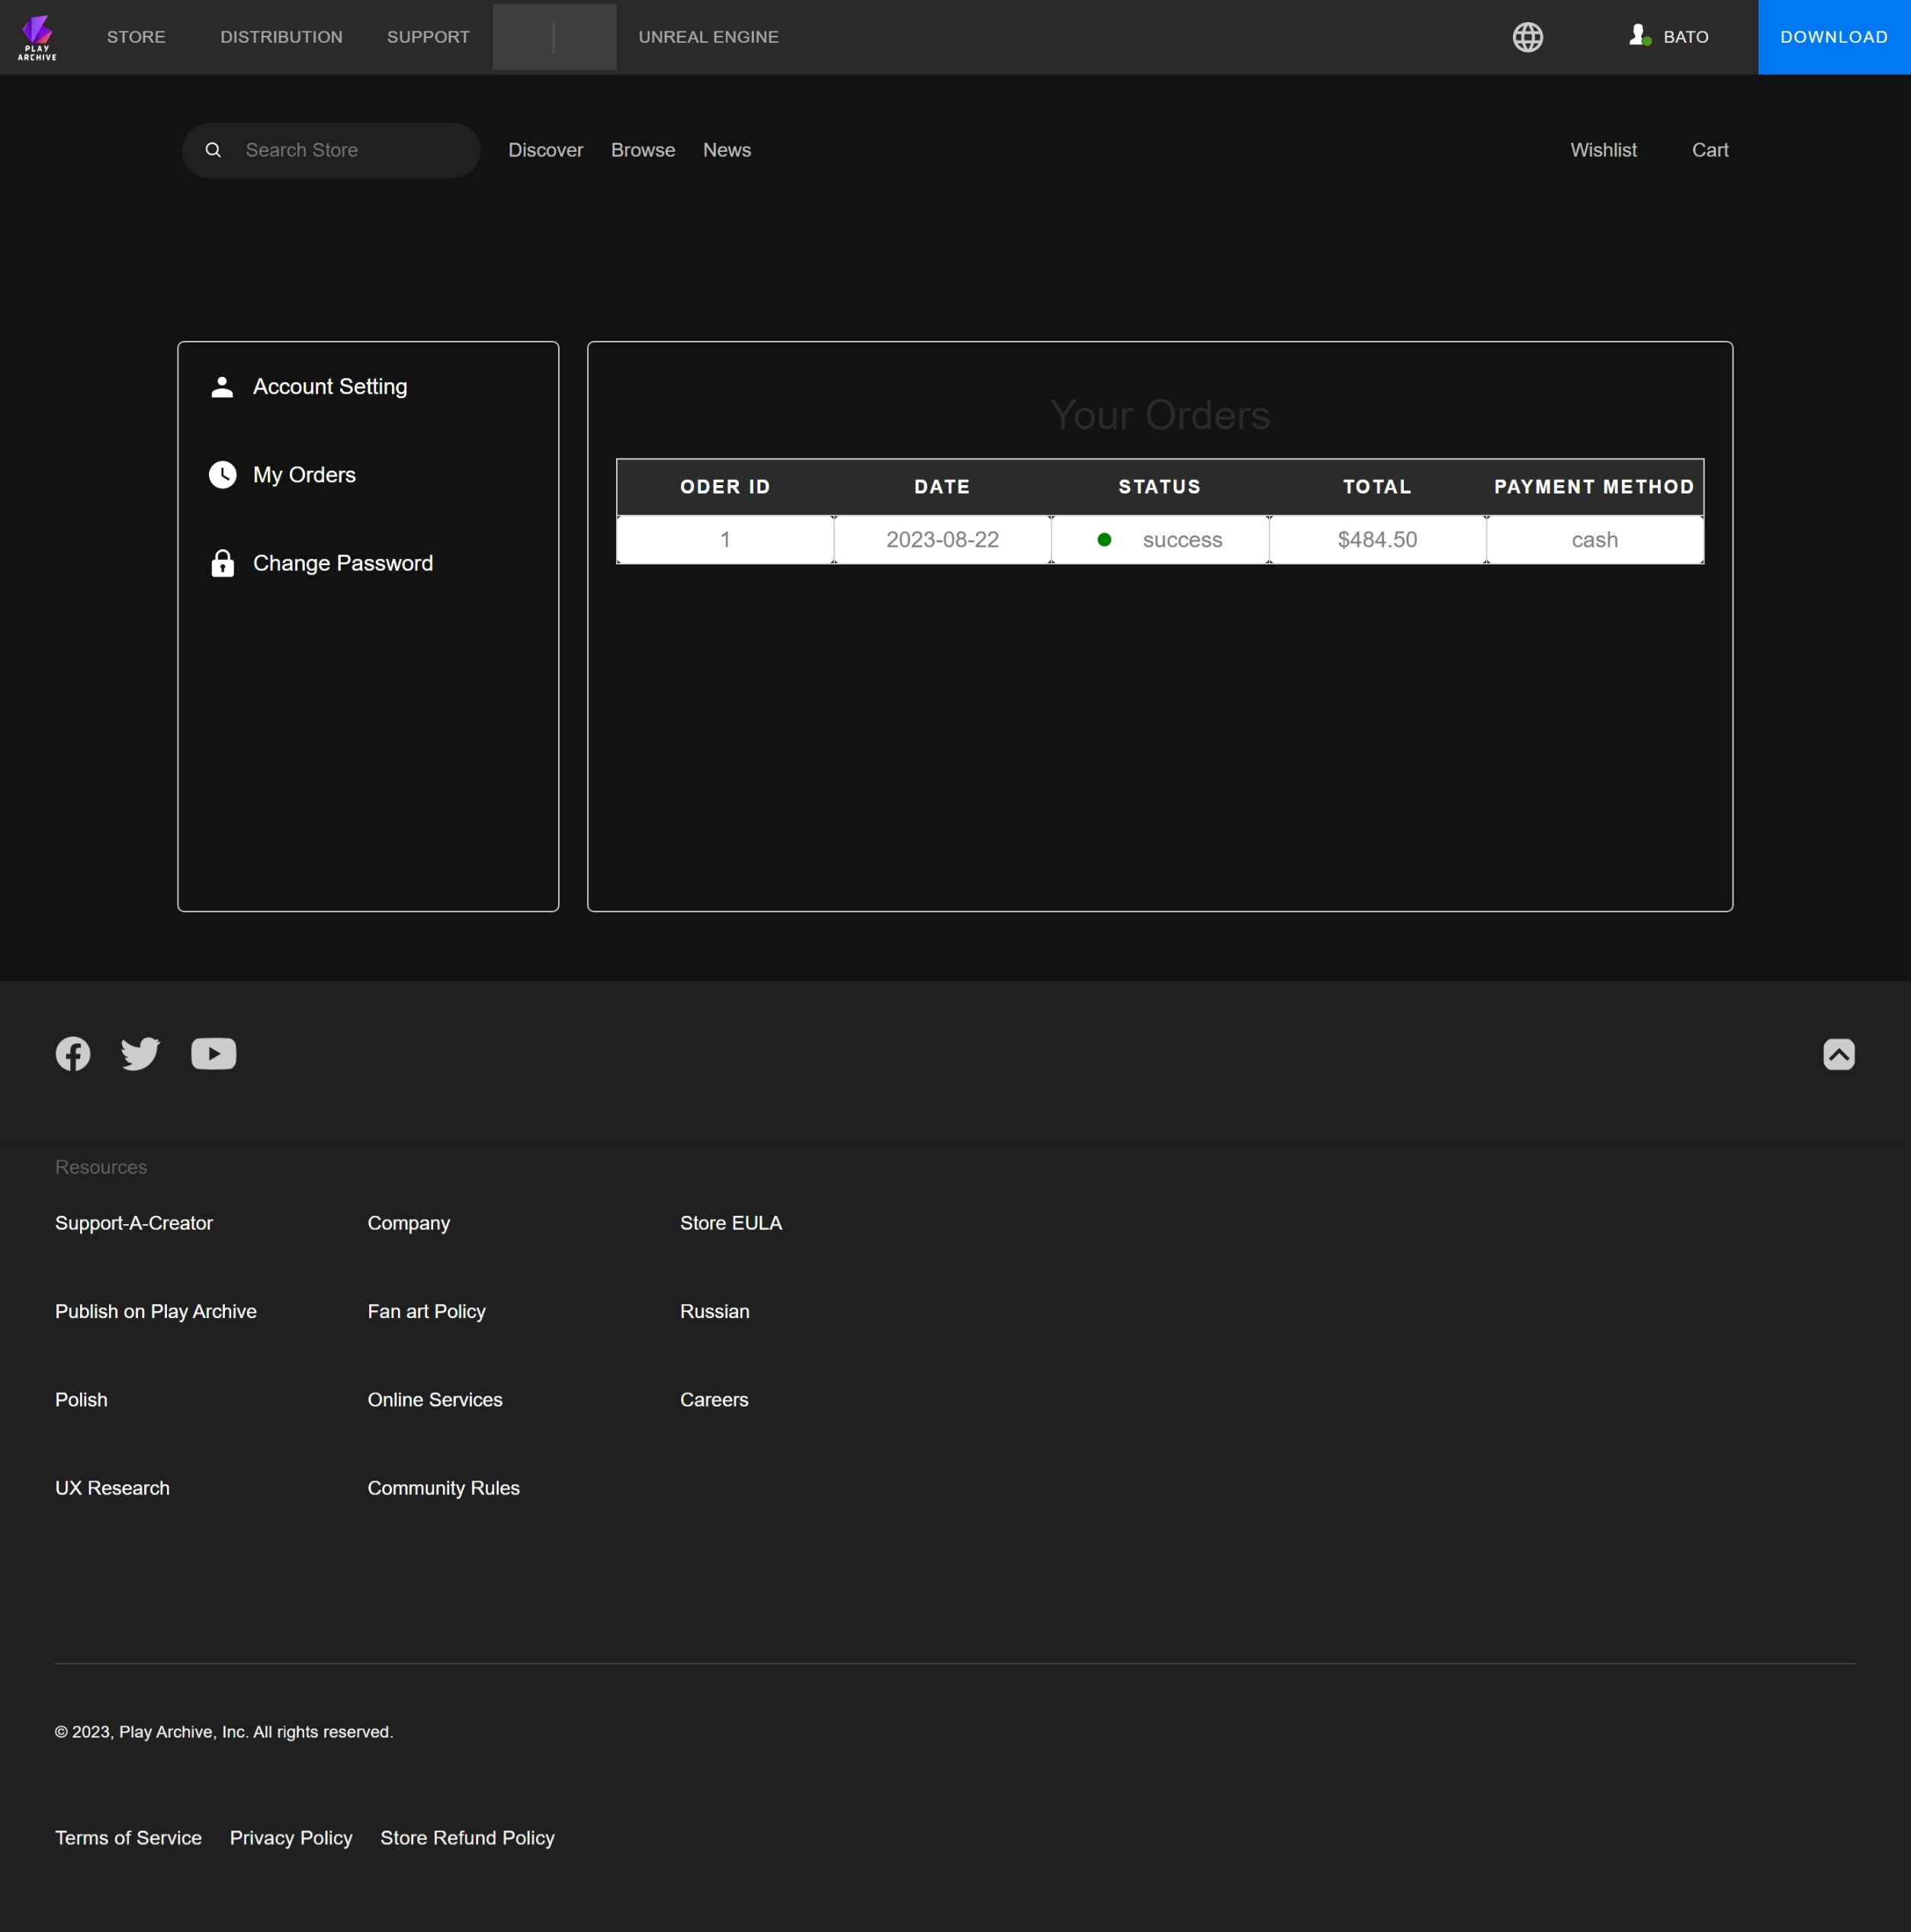 PLAY
ARCHIVE
STORE DISTRIBUTION SUPPORT UNREAL ENGINE BATO DOWNLOAD
Search Store Discover Browse News Wishlist Cart
Account Setting
My Orders
Change Password
Your Orders
ODER ID DATE STATUS TOTAL PAYMENT METHOD
1 2023-08-22 success $484.50 cash
Resources
Support-A-Creator Company Store EULA
Publish on Play Archive Fan art Policy Russian
Polish Online Services Careers
UX Research Community Rules
© 2023, Play Archive, Inc. All rights reserved.
Terms of Service Privacy Policy Store Refund Policy